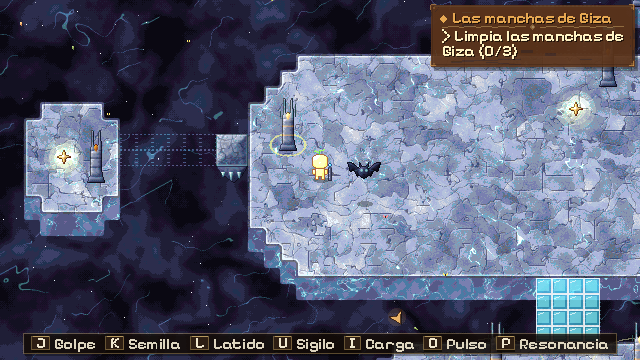 Las manchas de Giza
Limpia las manchas de
Giza (0/3)
J Golpe K Semilla L Latido U Sigilo I Carga O Pulso P Resonancia